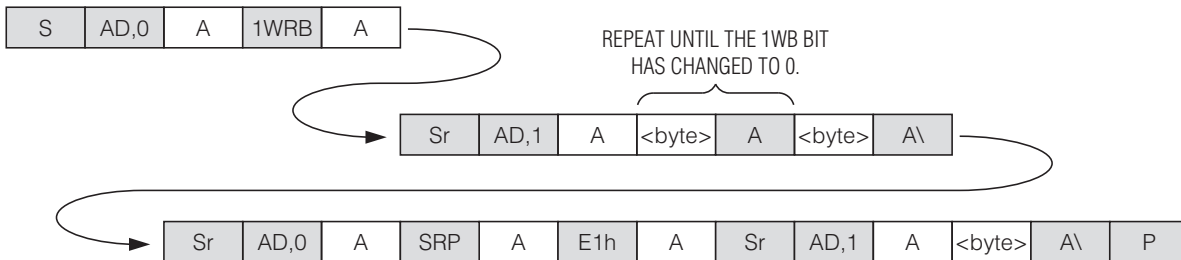 S AD,0 A 1WRB A
REPEAT UNTIL THE 1WB BIT
HAS CHANGED TO 0.
Sr AD,1 A <byte> A <byte> A\
Sr AD,0 A SRP A E1h A Sr AD,1 A <byte> A\ P